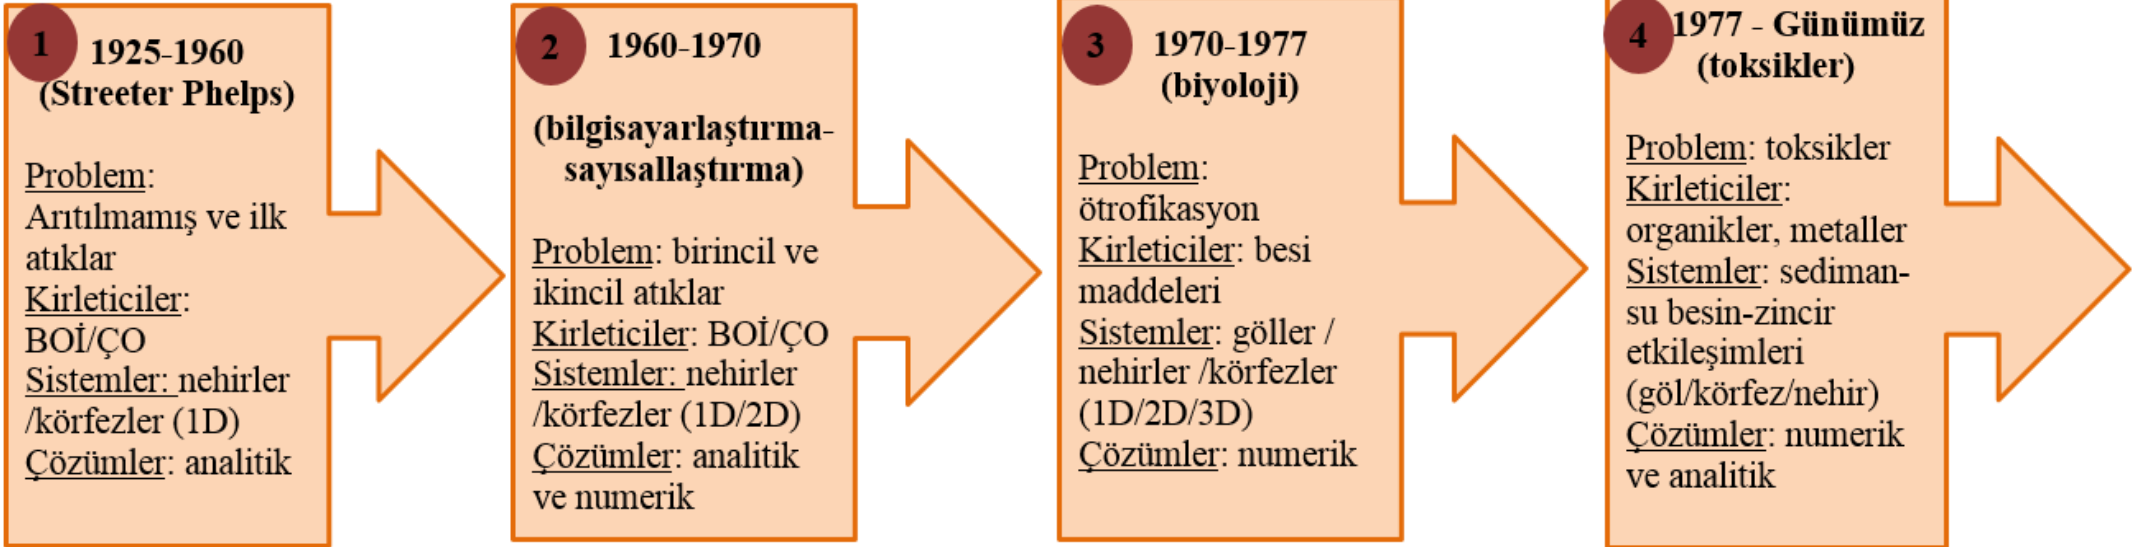 1
1925-1960
(Streeter Phelps)
Problem:
Arıtılmamış ve ilk
atıklar
Kirleticiler:
BOİ/ÇO
Sistemler: nehirler
/körfezler (1D)
Çözümler: analitik
2
1960-1970
(bilgisayarlaştırma-
sayısallaştırma)
Problem: birincil ve
ikincil atıklar
Kirleticiler: BOİ/ÇO
Sistemler: nehirler
/körfezler (1D/2D)
Çözümler: analitik
ve numerik
3
1970-1977
(biyoloji)
Problem:
ötrofikasyon
Kirleticiler: besi
maddeleri
Sistemler: göller /
nehirler /körfezler
(1D/2D/3D)
Çözümler: numerik
4
1977 - Günümüz
(toksikler)
Problem: toksikler
Kirleticiler:
organikler, metaller
Sistemler: sediman-
su besin-zincir
etkileşimleri
(göl/körfez/nehir)
Çözümler: numerik
ve analitik